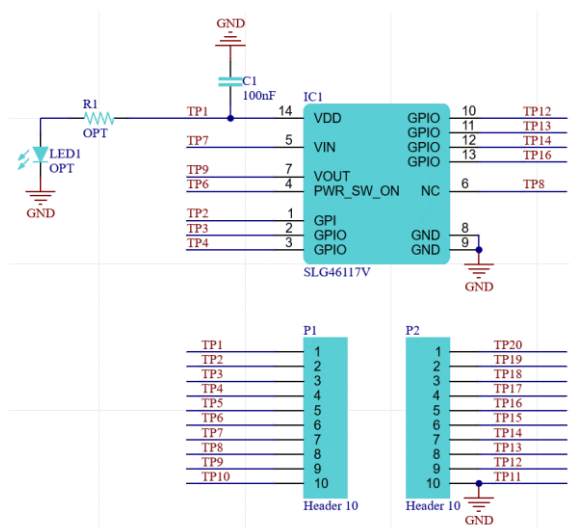 GND
C1
100nF
R1
OPT
LED1
OPT
GND
IC1
TP1 14 VDD GPIO 10 TP12
GPIO 11 TP13
TP7 5 VIN GPIO 12 TP14
GPIO 13 TP16
TP9 7 VOUT
TP6 4 PWR_SW_ON NC 6 TP8
TP2 1 GPI
TP3 2 GPIO GND 8
TP4 3 GPIO GND 9
SLG46117V
GND
P1 P2
TP1 1 1 TP20
TP2 2 2 TP19
TP3 3 3 TP18
TP4 4 4 TP17
TP5 5 5 TP16
TP6 6 6 TP15
TP7 7 7 TP14
TP8 8 8 TP13
TP9 9 9 TP12
TP10 10 10 TP11
Header 10 Header 10
GND